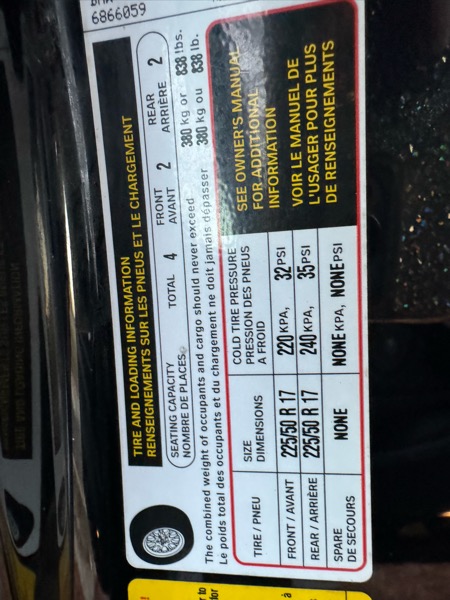 6866059
TIRE AND LOADING INFORMATION
RENSEIGNEMENTS SUR LES PNEUS ET LE CHARGEMENT
SEATING CAPACITY
NOMBRE DE PLACES
TOTAL 4
FRONT
AVANT 2
REAR
ARRIÈRE 2
The combined weight of occupants and cargo should never exceed 380 kg or 838 lbs.
Le poids total des occupants et du chargement ne doit jamais dépasser 380 kg ou 838 lb.
TIRE / PNEU
SIZE
DIMENSIONS
COLD TIRE PRESSURE
PRESSION DES PNEUS
A FROID
FRONT / AVANT 225/50 R 17 220 KPA, 32 PSI
REAR / ARRIÈRE 225/50 R 17 240 KPA, 35 PSI
SPARE
DE SECOURS NONE NONE KPA, NONE PSI
SEE OWNER'S MANUAL
FOR ADDITIONAL
INFORMATION
VOIR LE MANUEL DE
L'USAGER POUR PLUS
DE RENSEIGNEMENTS